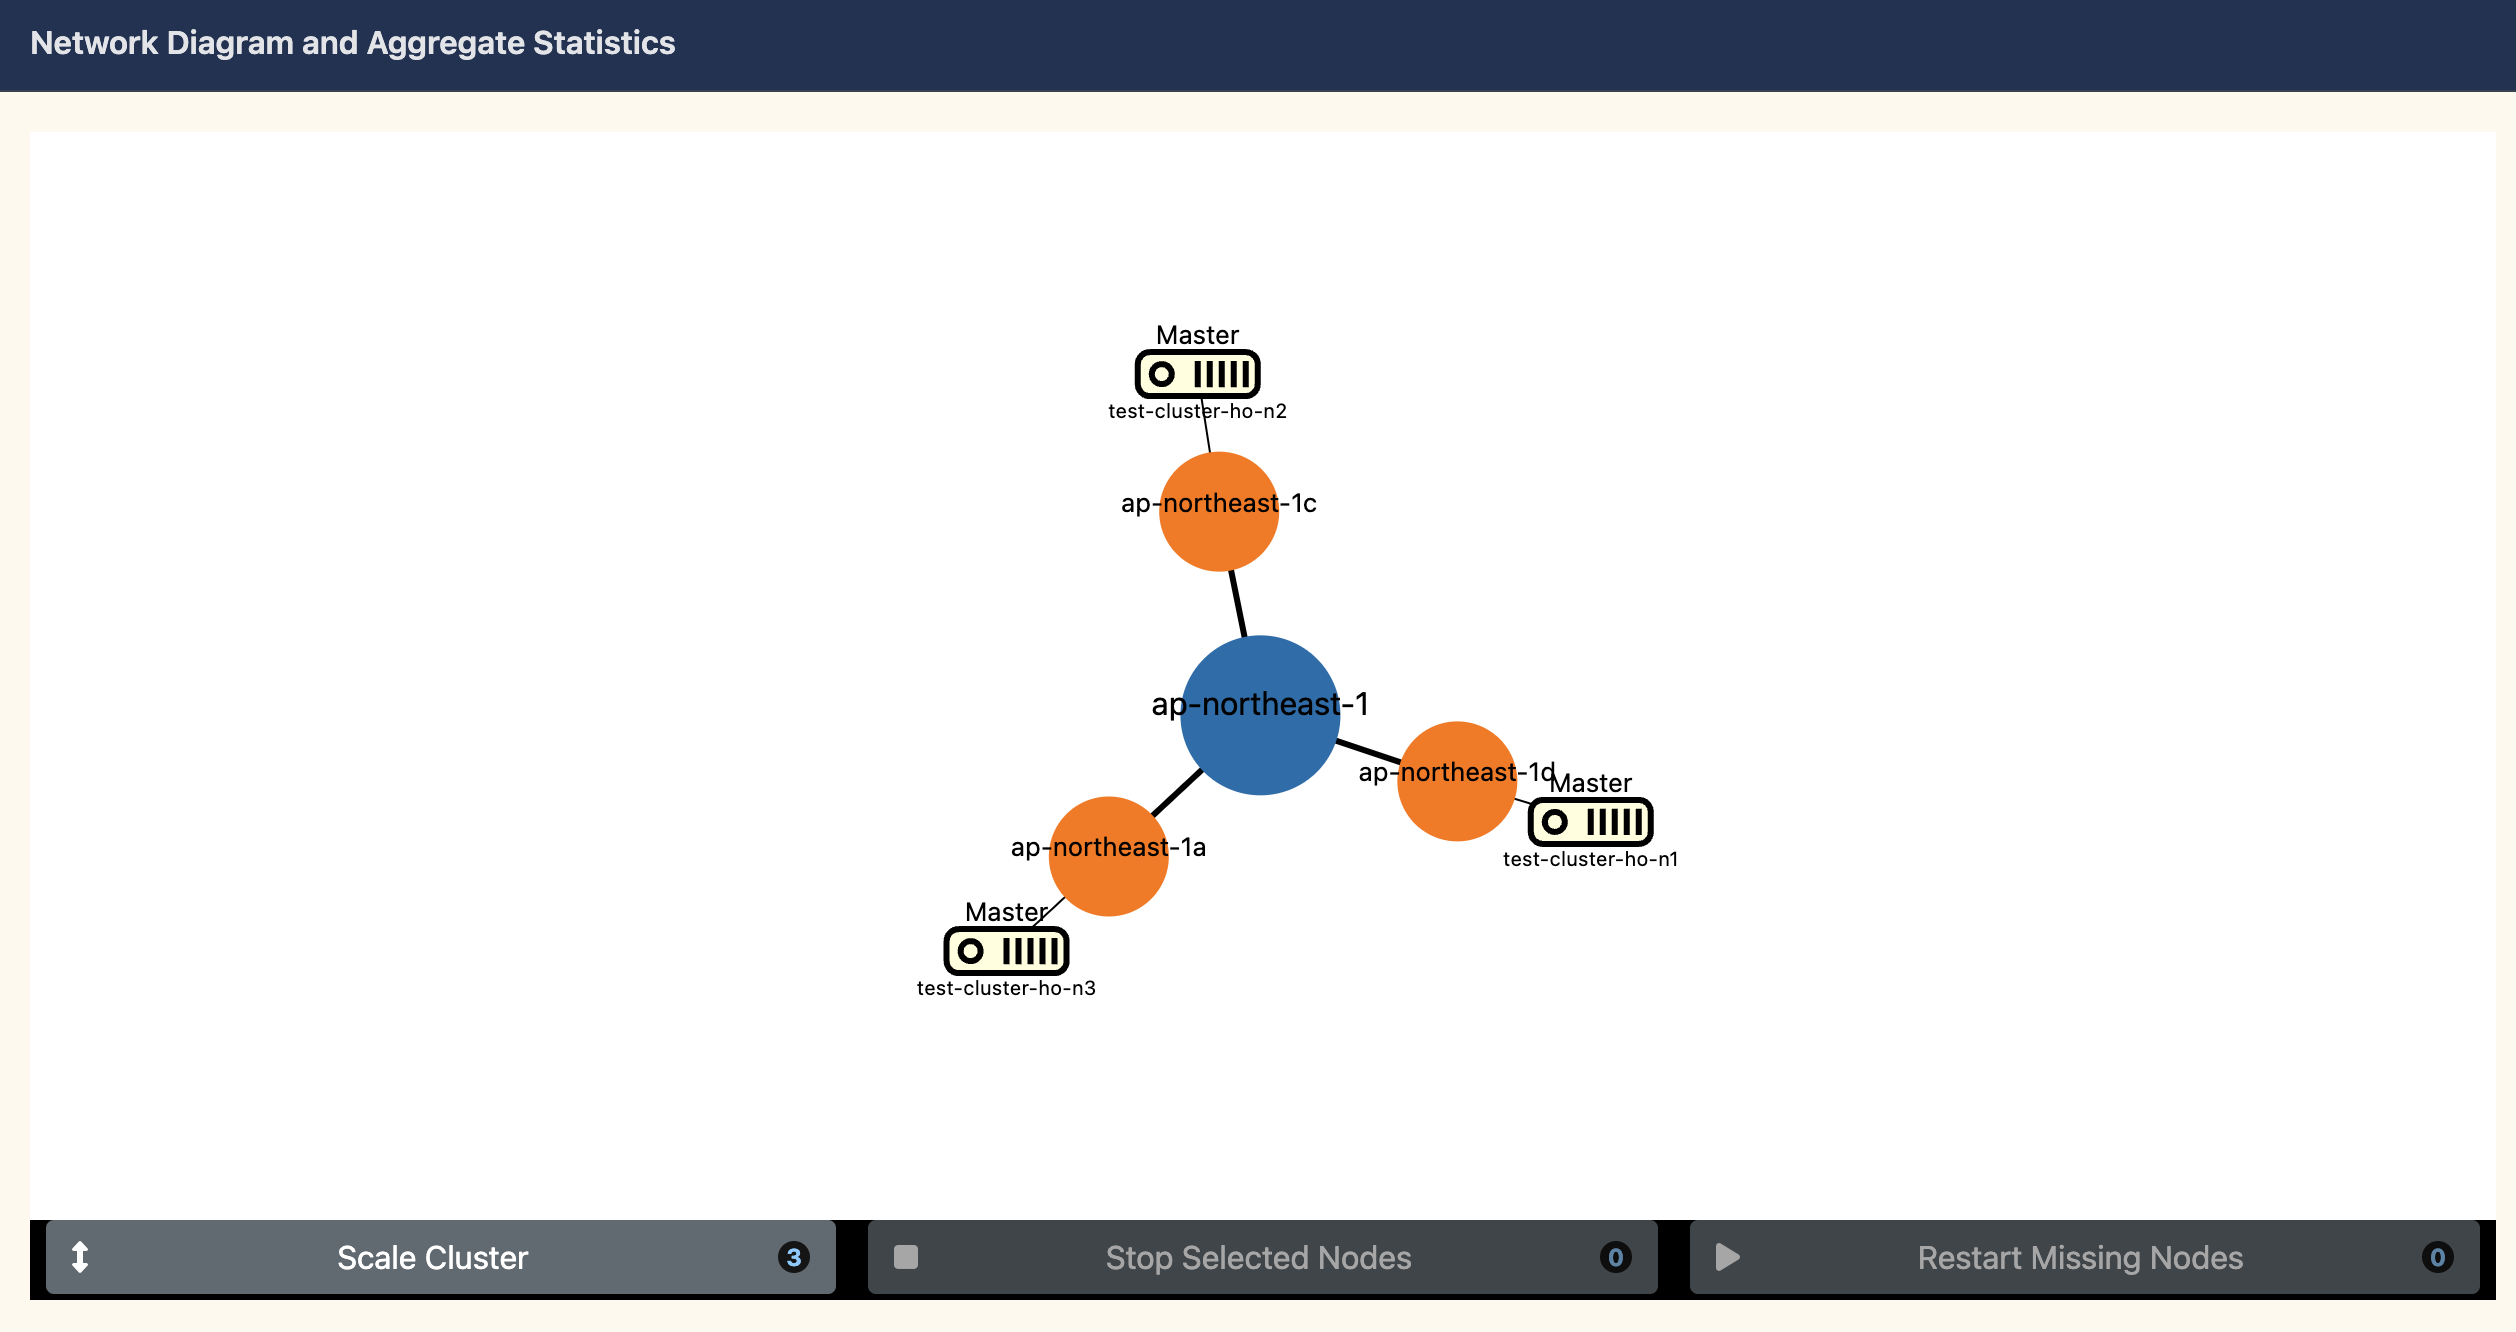 Network Diagram and Aggregate Statistics
Master
test-cluster-ho-n2
ap-northeast-1c
ap-northeast-1
ap-northeast-1d
Master
test-cluster-ho-n1
ap-northeast-1a
Master
test-cluster-ho-n3
Scale Cluster 3
Stop Selected Nodes 0
Restart Missing Nodes 0